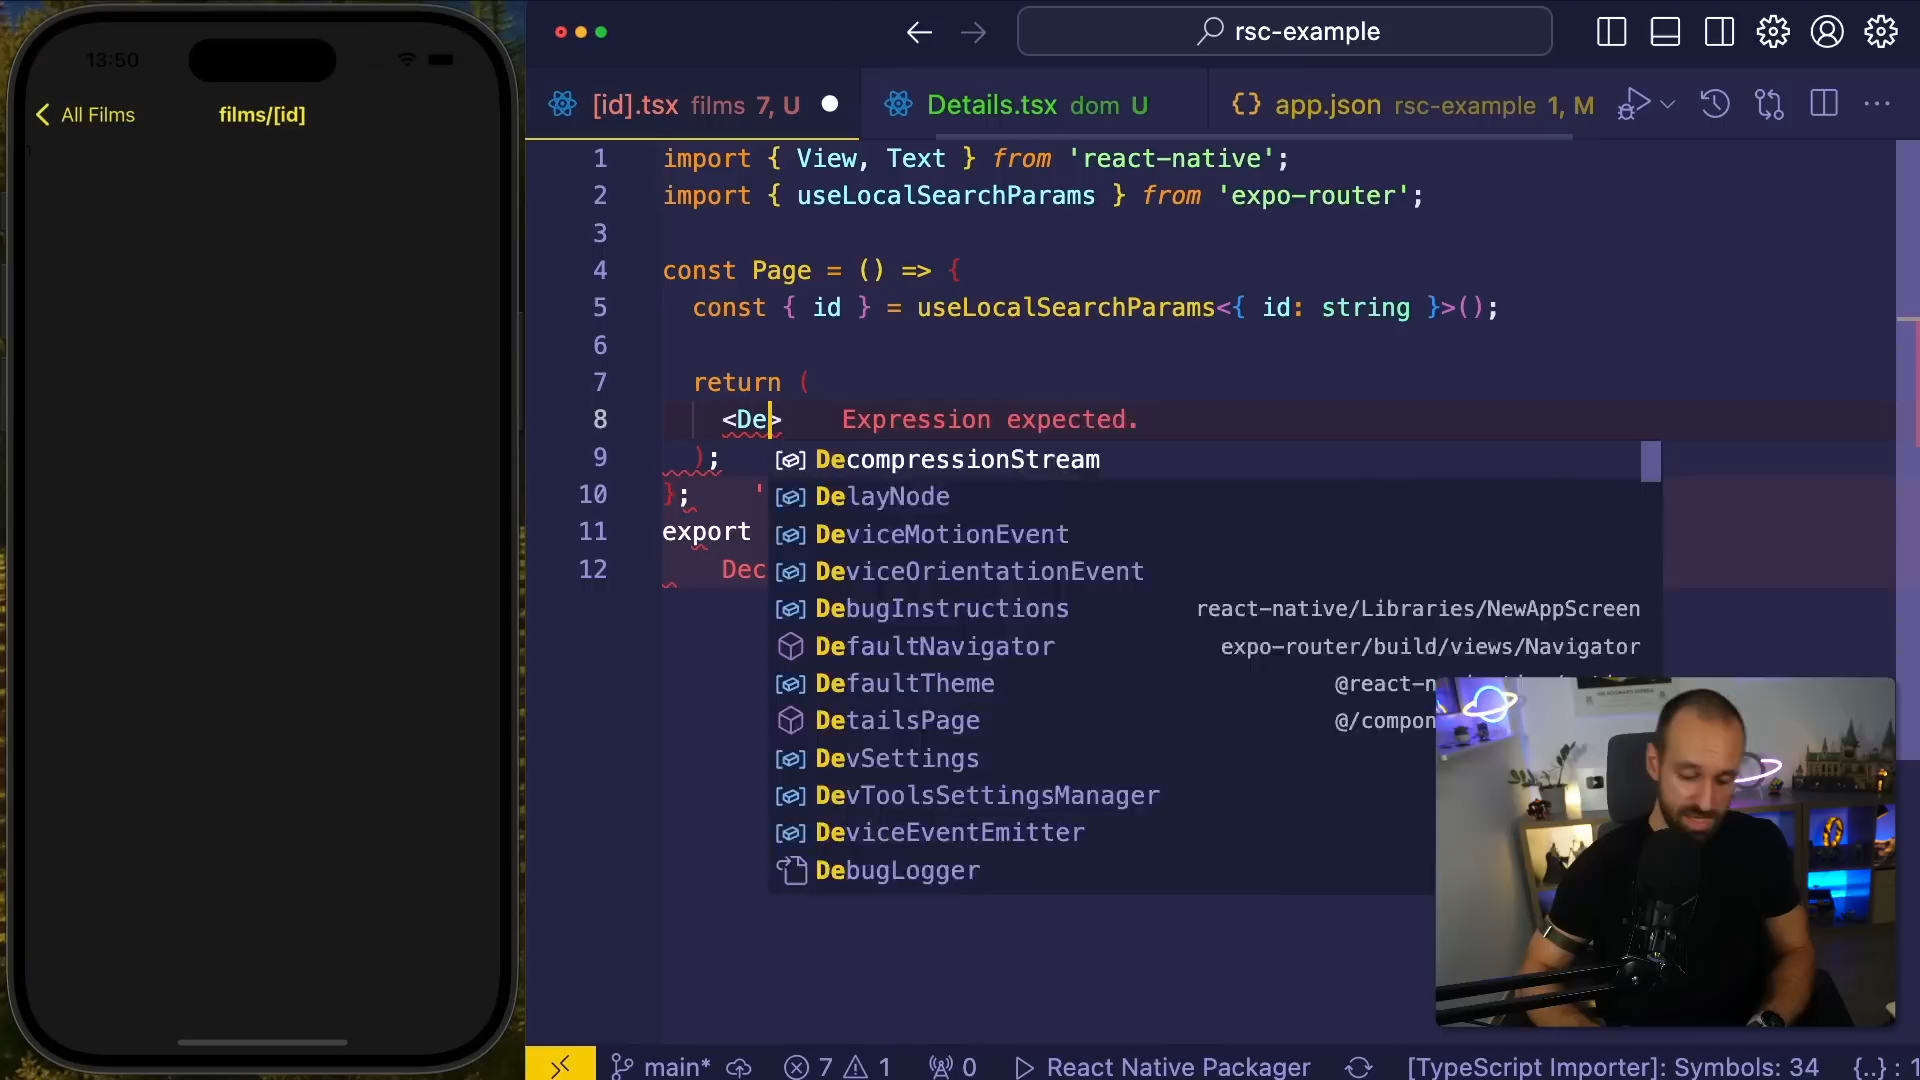 13:50
All Films
films/[id]
1
rsc-example
[id].tsx films 7, U
Details.tsx dom U
{} app.json rsc-example 1, M
1 import { View, Text } from 'react-native';
2 import { useLocalSearchParams } from 'expo-router';
3
4 const Page = () => {
5 const { id } = useLocalSearchParams<{ id: string }>();
6
7 return (
8 <De> Expression expected.
9 );
10 }; '
11 export
12 Dec
DecompressionStream
DelayNode
DeviceMotionEvent
DeviceOrientationEvent
DebugInstructions react-native/Libraries/NewAppScreen
DefaultNavigator expo-router/build/views/Navigator
DefaultTheme @react-n
DetailsPage @/compon
DevSettings
DevToolsSettingsManager
DeviceEventEmitter
DebugLogger
main* 7 1 0 React Native Packager [TypeScript Importer]: Symbols: 34 {..} : 1